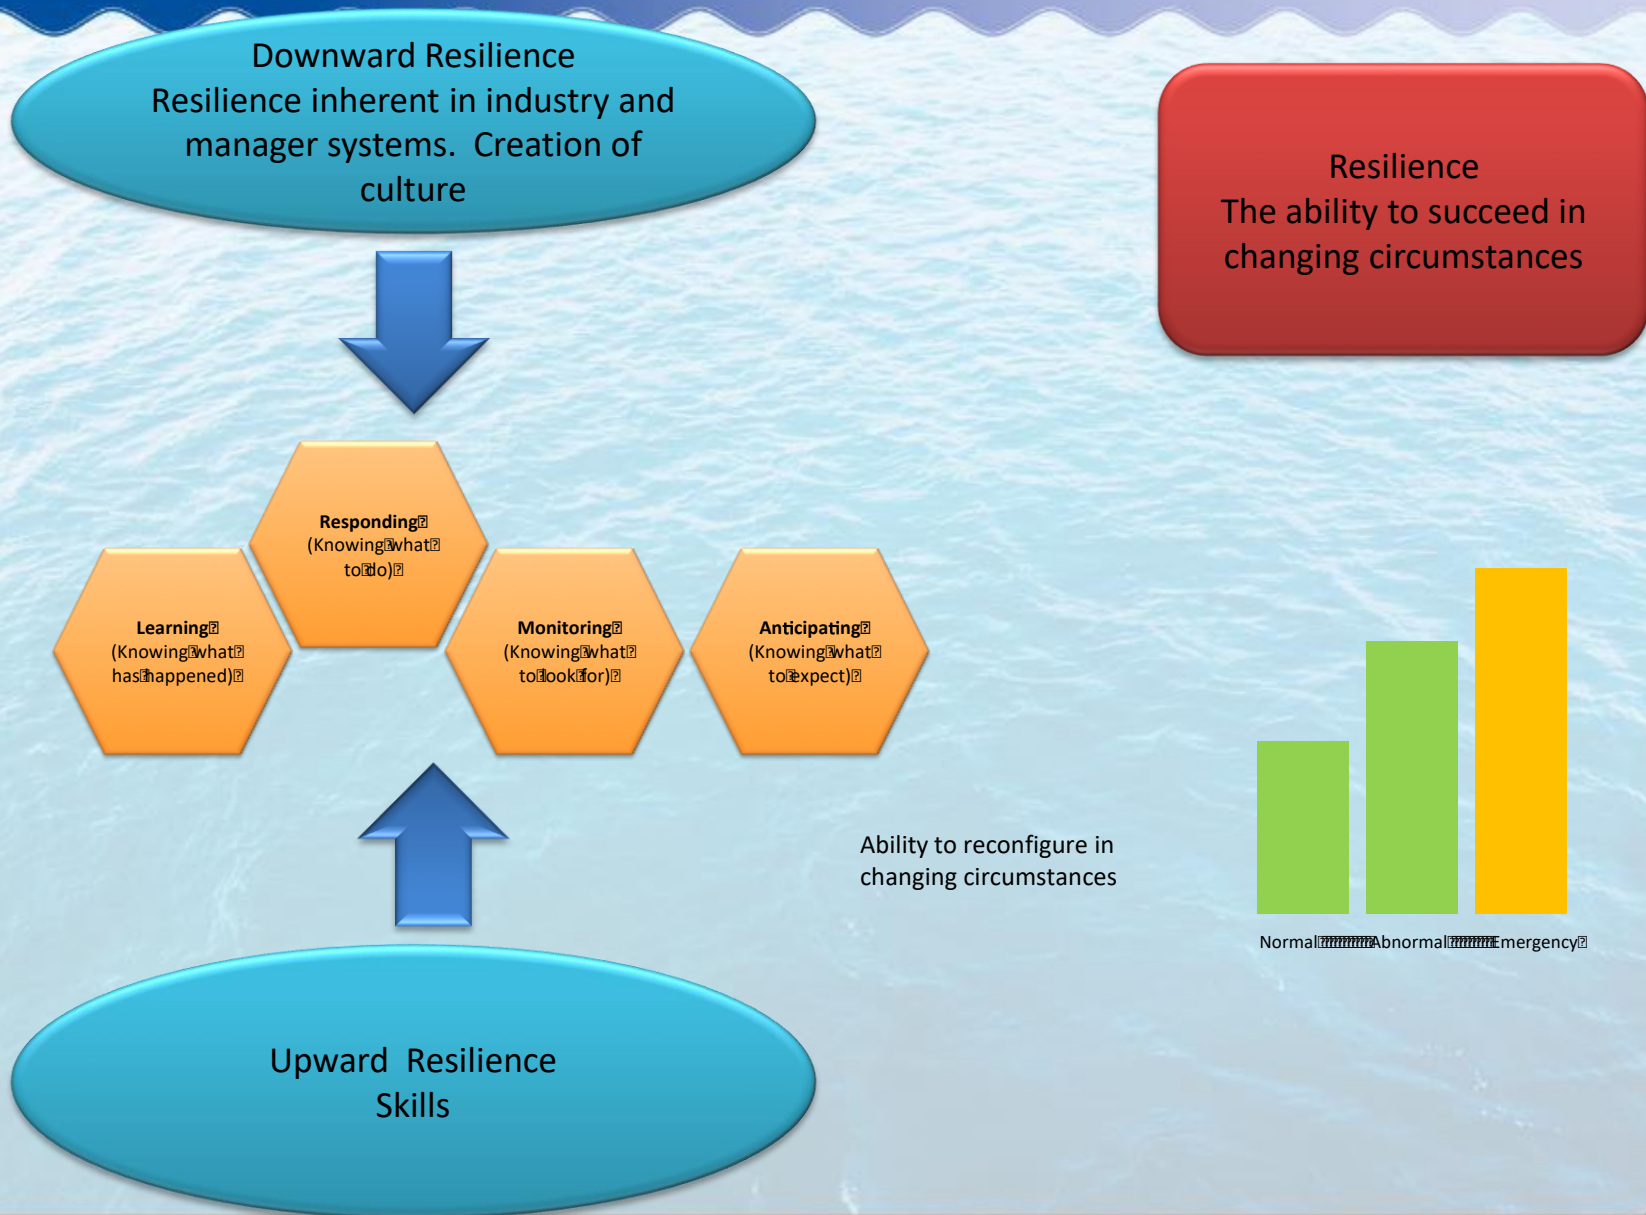 Downward Resilience
Resilience inherent in industry and
manager systems.  Creation of
culture
Resilience
The ability to succeed in
changing circumstances
Responding
(Knowing what
to do)
Learning
(Knowing what
has happened)
Monitoring
(Knowing what
to look for)
Anticipating
(Knowing what
to expect)
Ability to reconfigure in
changing circumstances
Normal Abnormal Emergency
Upward  Resilience
Skills